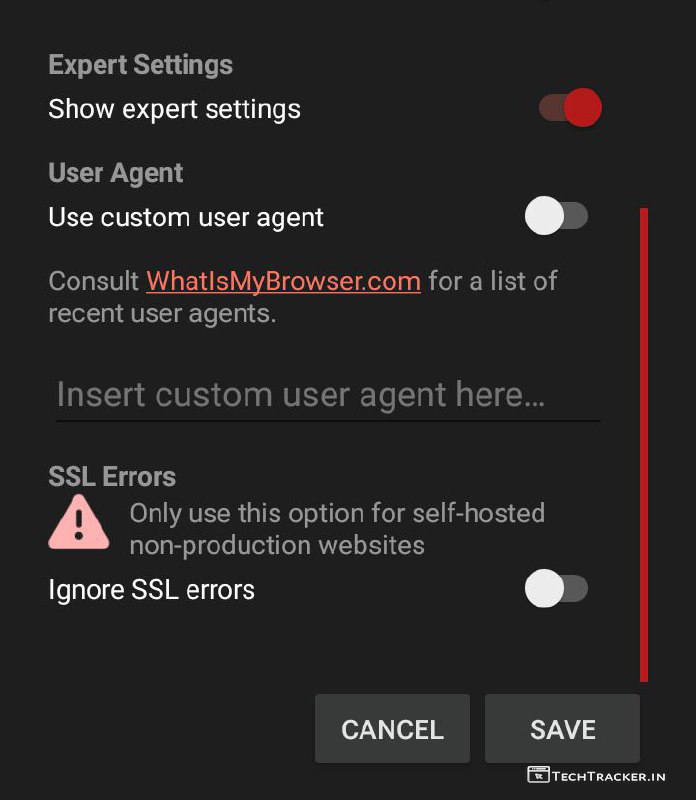 Expert Settings
Show expert settings
User Agent
Use custom user agent
Consult WhatIsMyBrowser.com for a list of
recent user agents.
Insert custom user agent here...
SSL Errors
Only use this option for self-hosted
non-production websites
Ignore SSL errors
CANCEL
SAVE
TECHTRACKER.IN